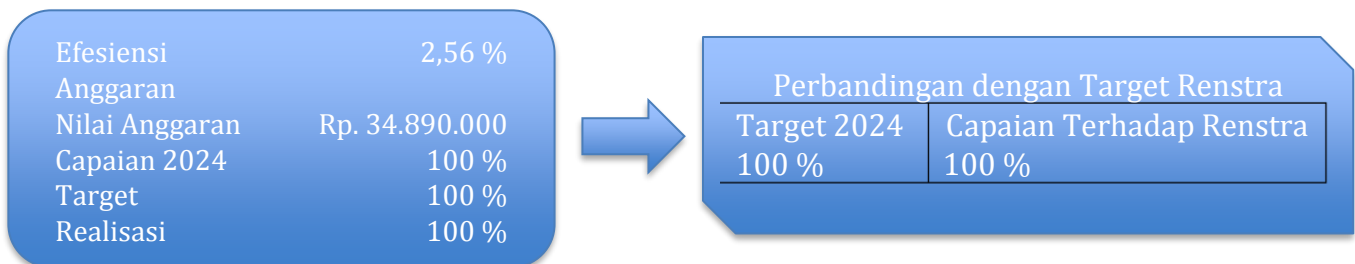 Efesiensi 2,56 %
Anggaran
Nilai Anggaran Rp. 34.890.000
Capaian 2024 100 %
Target 100 %
Realisasi 100 %
Perbandingan dengan Target Renstra
Target 2024 Capaian Terhadap Renstra
100 % 100 %